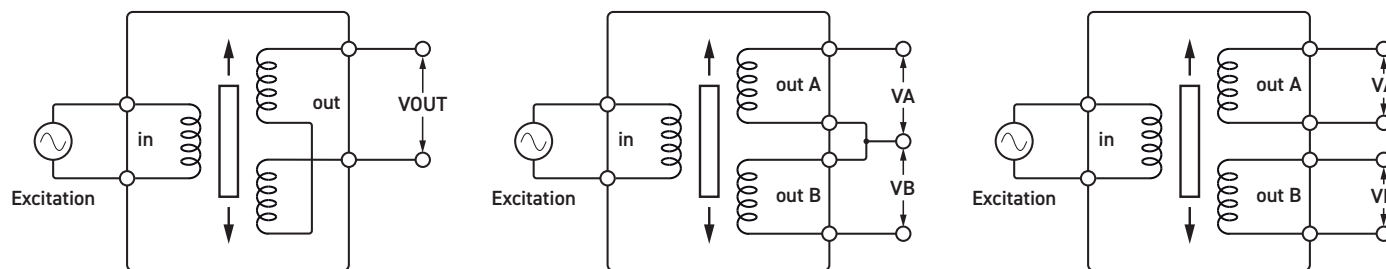 in
Excitation
out
VOUT
in
Excitation
out A
out B
VA
VB
in
Excitation
out A
out B